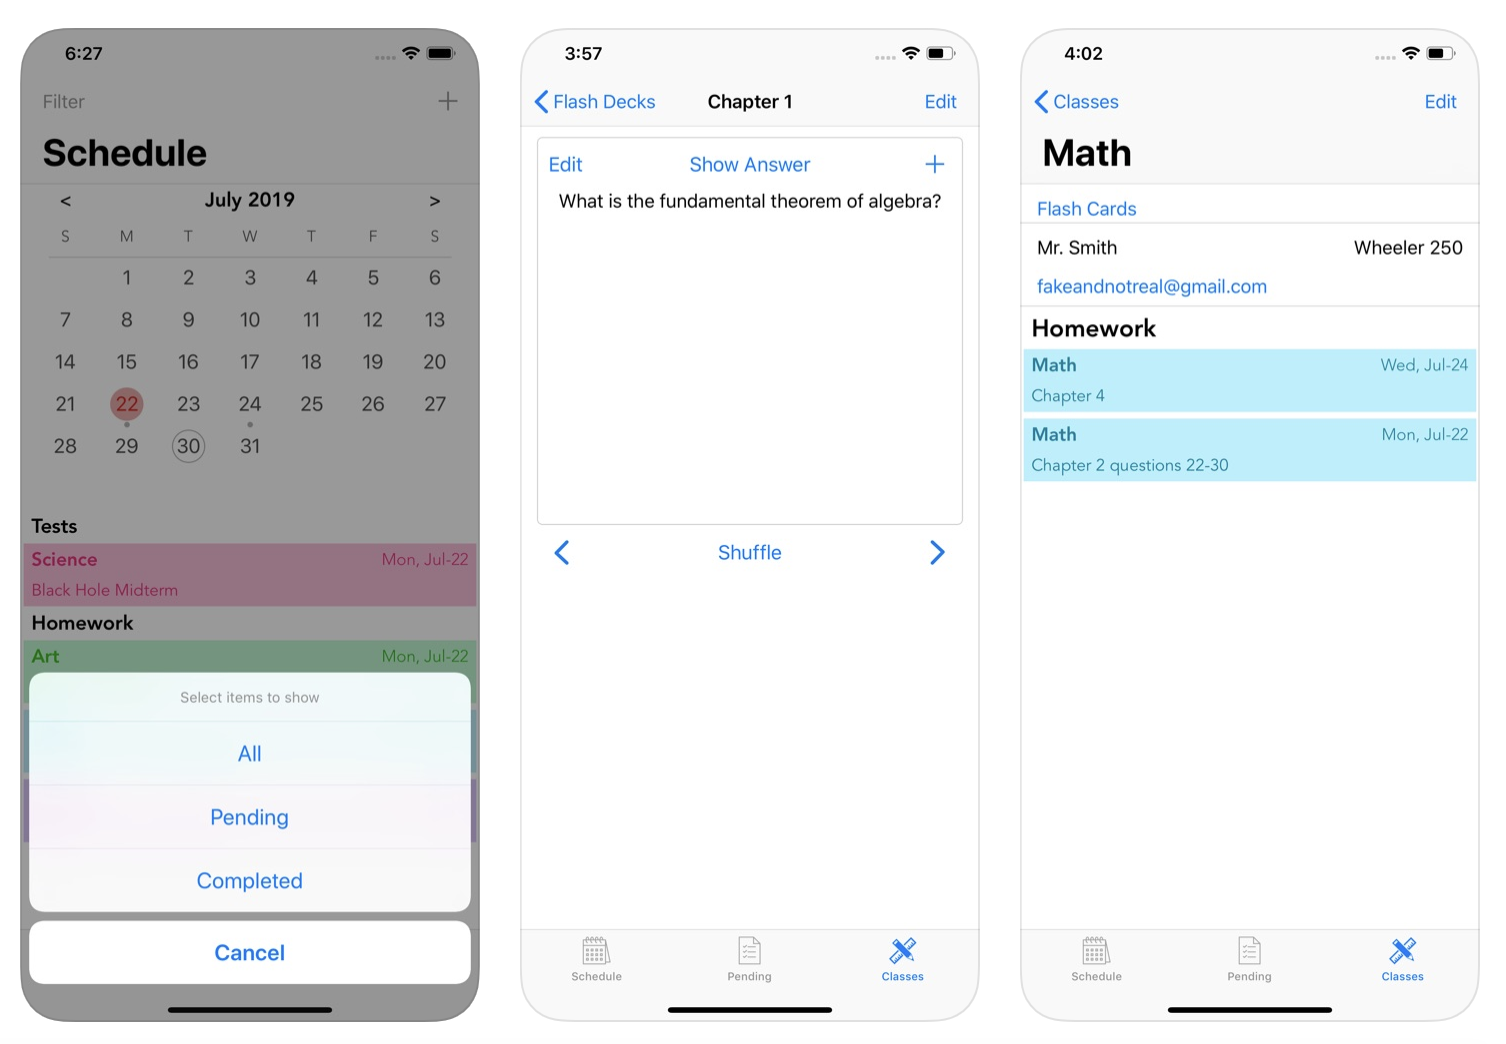 6:27
Filter +
Schedule
< July 2019 >
S M T W T F S
1 2 3 4 5 6
7 8 9 10 11 12 13
14 15 16 17 18 19 20
21 22 23 24 25 26 27
28 29 30 31
Tests
Science Mon, Jul-22
Black Hole Midterm
Homework
Art Mon, Jul-22
Select items to show
All
Pending
Completed
Cancel
3:57
Flash Decks Chapter 1 Edit
Edit Show Answer +
What is the fundamental theorem of algebra?
Shuffle
Schedule Pending Classes
4:02
Classes Edit
Math
Flash Cards
Mr. Smith Wheeler 250
fakeandnotreal@gmail.com
Homework
Math Wed, Jul-24
Chapter 4
Math Mon, Jul-22
Chapter 2 questions 22-30
Schedule Pending Classes